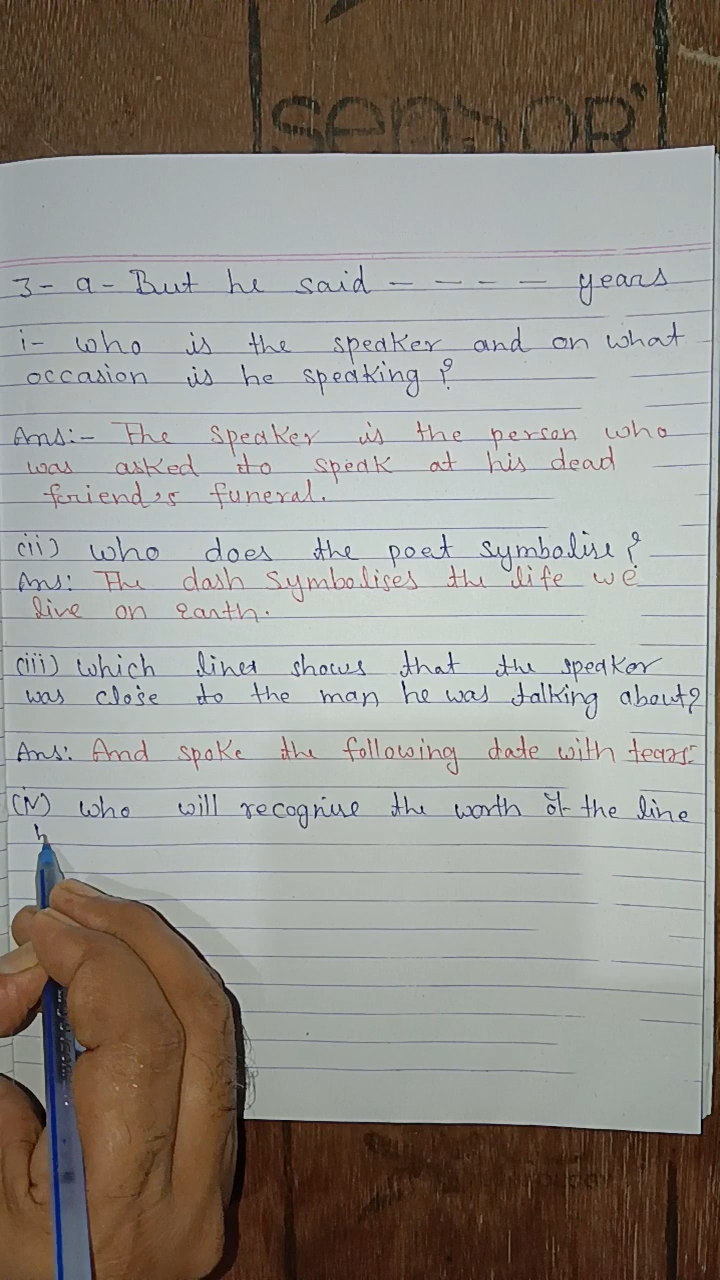 sensor
3- a- But he said - - - - years
i- who is the speaker and on what
occasion is he speaking ?
Ans:- The speaker is the person who
was asked to speak at his dead
friend's funeral.
(ii) who does the poet symbolise ?
Ans: The dash symbolises the life we
live on earth.
(iii) which lines shows that the speaker
was close to the man he was talking about?
Ans: And spoke the following date with tears.
(iv) who will recognise the worth of the line
h